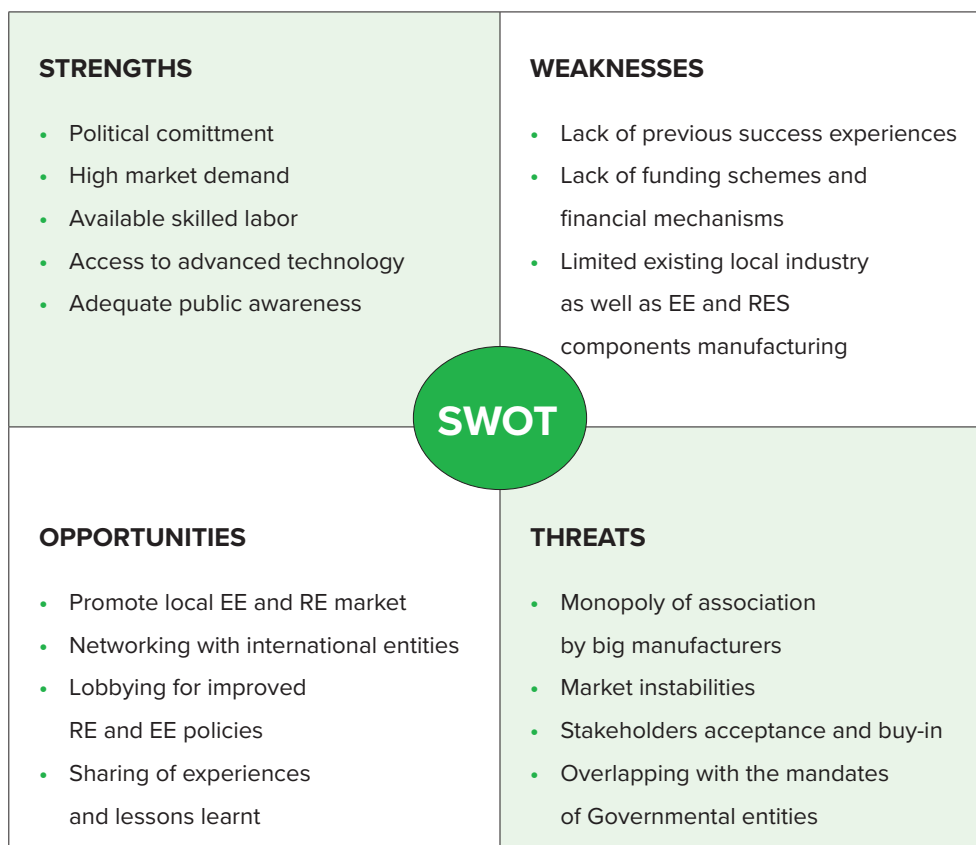 STRENGTHS
• Political comittment
• High market demand
• Available skilled labor
• Access to advanced technology
• Adequate public awareness
WEAKNESSES
• Lack of previous success experiences
• Lack of funding schemes and
financial mechanisms
• Limited existing local industry
as well as EE and RES
components manufacturing
SWOT
OPPORTUNITIES
• Promote local EE and RE market
• Networking with international entities
• Lobbying for improved
RE and EE policies
• Sharing of experiences
and lessons learnt
THREATS
• Monopoly of association
by big manufacturers
• Market instabilities
• Stakeholders acceptance and buy-in
• Overlapping with the mandates
of Governmental entities